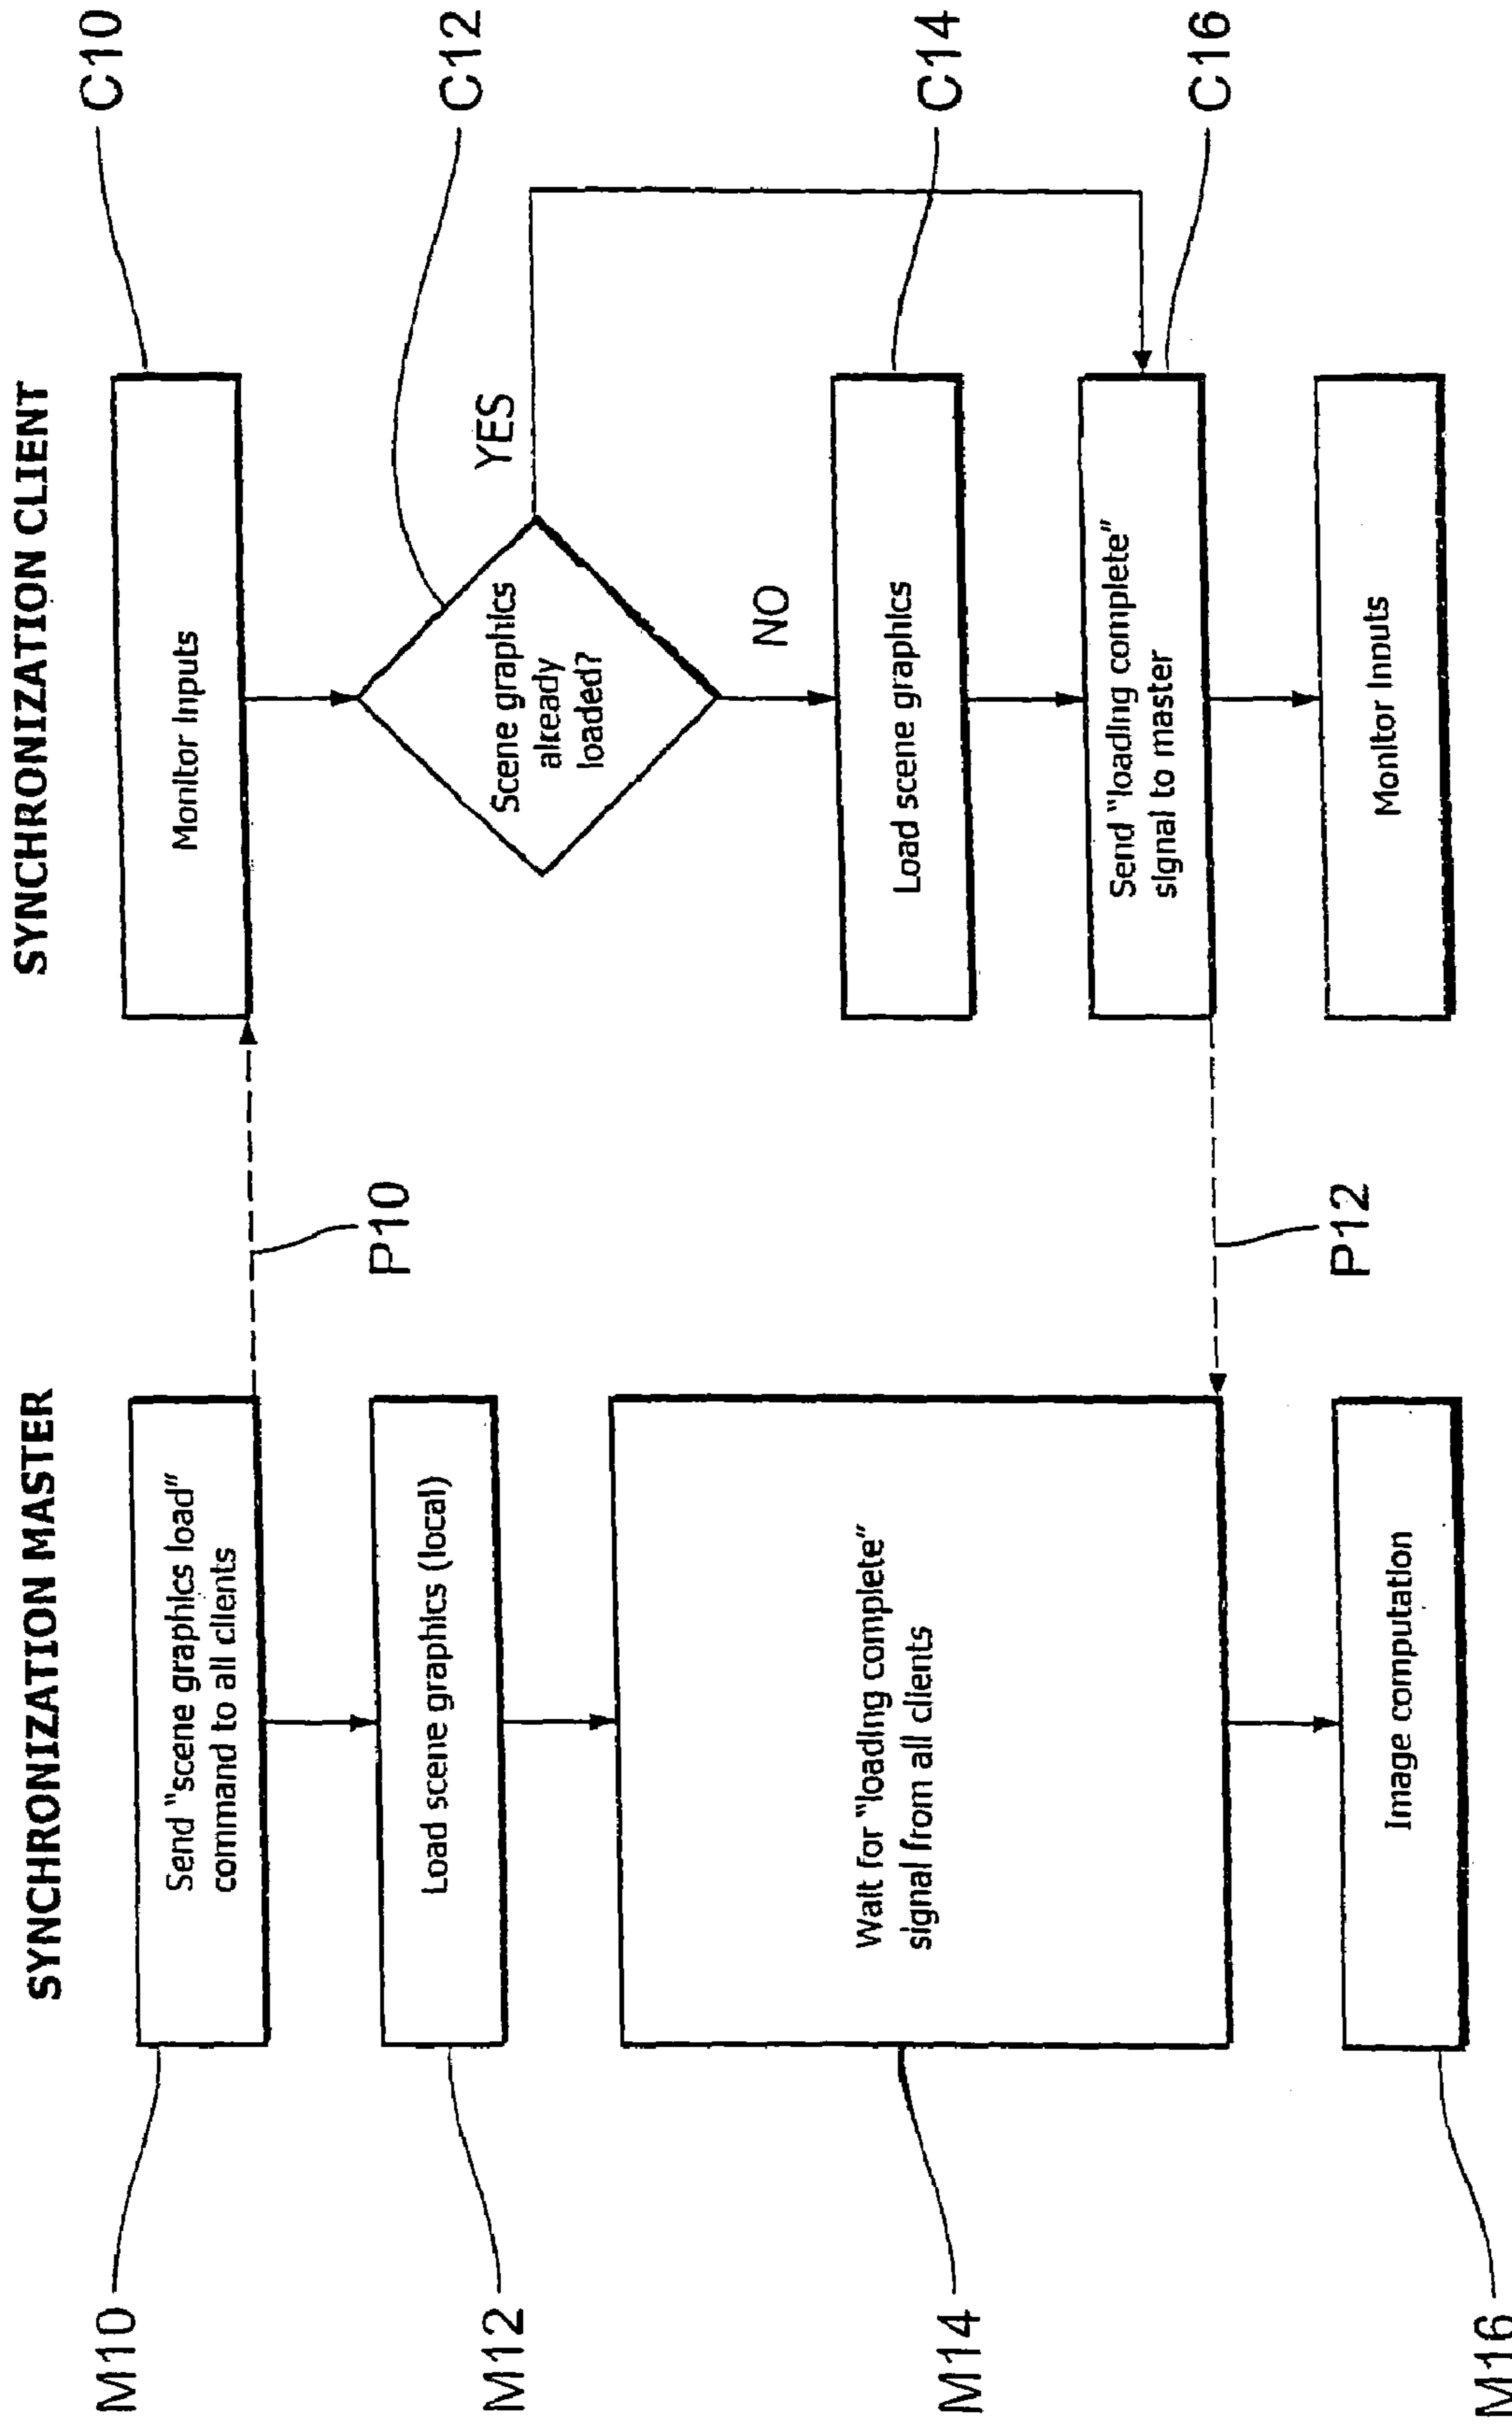 SYNCHRONIZATION MASTER
M10
Send "scene graphics load"
command to all clients
M12
Load scene graphics (local)
M14
Wait for "loading complete"
signal from all clients
M16
Image computation
P10
P12
SYNCHRONIZATION CLIENT
Monitor Inputs
C10
Scene graphics
already
loaded?
C12
YES
NO
Load scene graphics
C14
Send "loading complete"
signal to master
C16
Monitor Inputs